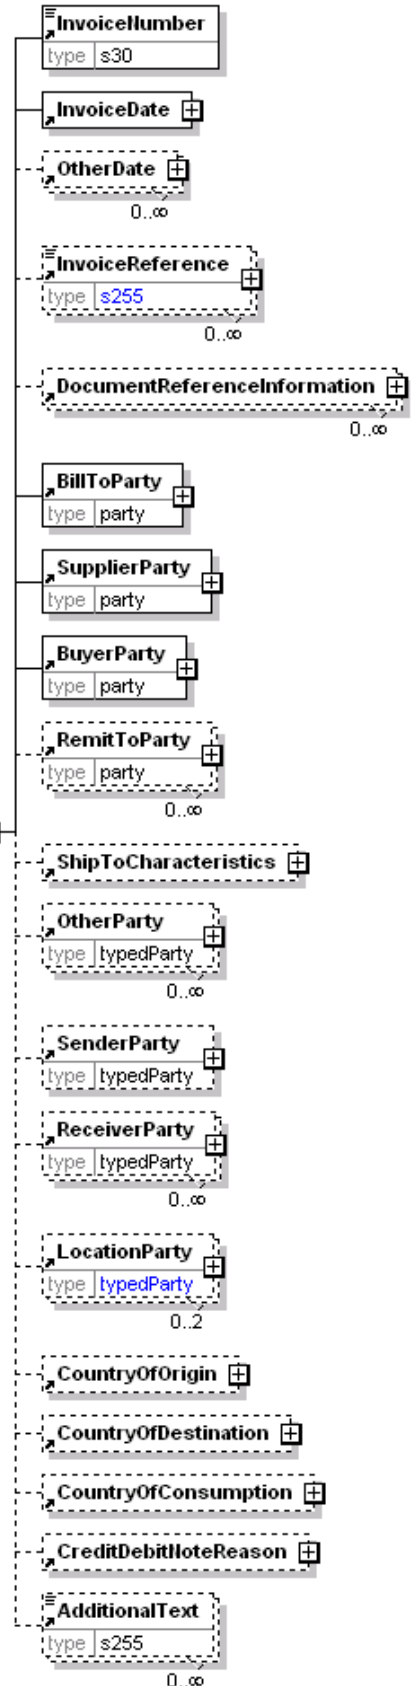 InvoiceNumber
type s30
InvoiceDate
OtherDate
0..∞
InvoiceReference
type s255
0..∞
DocumentReferenceInformation
0..∞
BillToParty
type party
SupplierParty
type party
BuyerParty
type party
RemitToParty
type party
0..∞
ShipToCharacteristics
OtherParty
type typedParty
0..∞
SenderParty
type typedParty
ReceiverParty
type typedParty
0..∞
LocationParty
type typedParty
0..2
CountryOfOrigin
CountryOfDestination
CountryOfConsumption
CreditDebitNoteReason
AdditionalText
type s255
0..∞